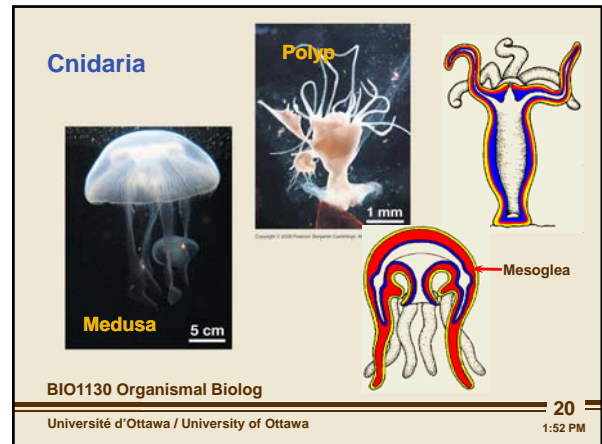 Cnidaria
Polyp
1 mm
Medusa
5 cm
Mesoglea
BIO1130 Organismal Biolog
Université d'Ottawa / University of Ottawa
20
1:52 PM